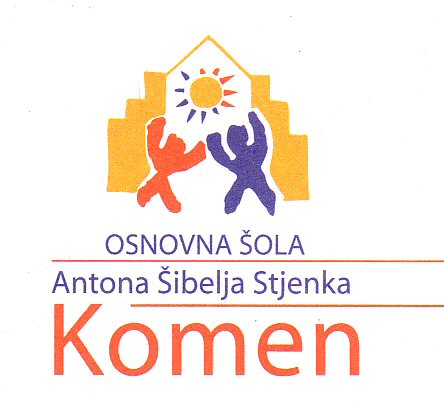 OSNOVNA ŠOLA
Antona Šibelja Stjenka
Komen